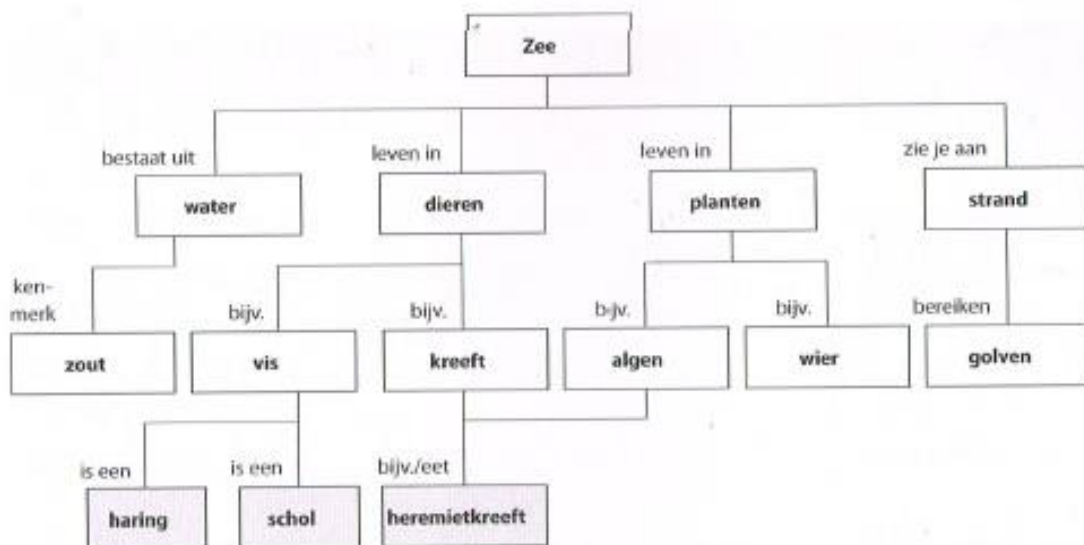 Zee
bestaat uit
leven in
leven in
zie je aan
water
dieren
planten
strand
ken-
merk
bijv.
bijv.
bijv.
bijv.
bereiken
zout
vis
kreeft
algen
wier
golven
is een
is een
bijv./eet
haring
schol
heremietkreeft